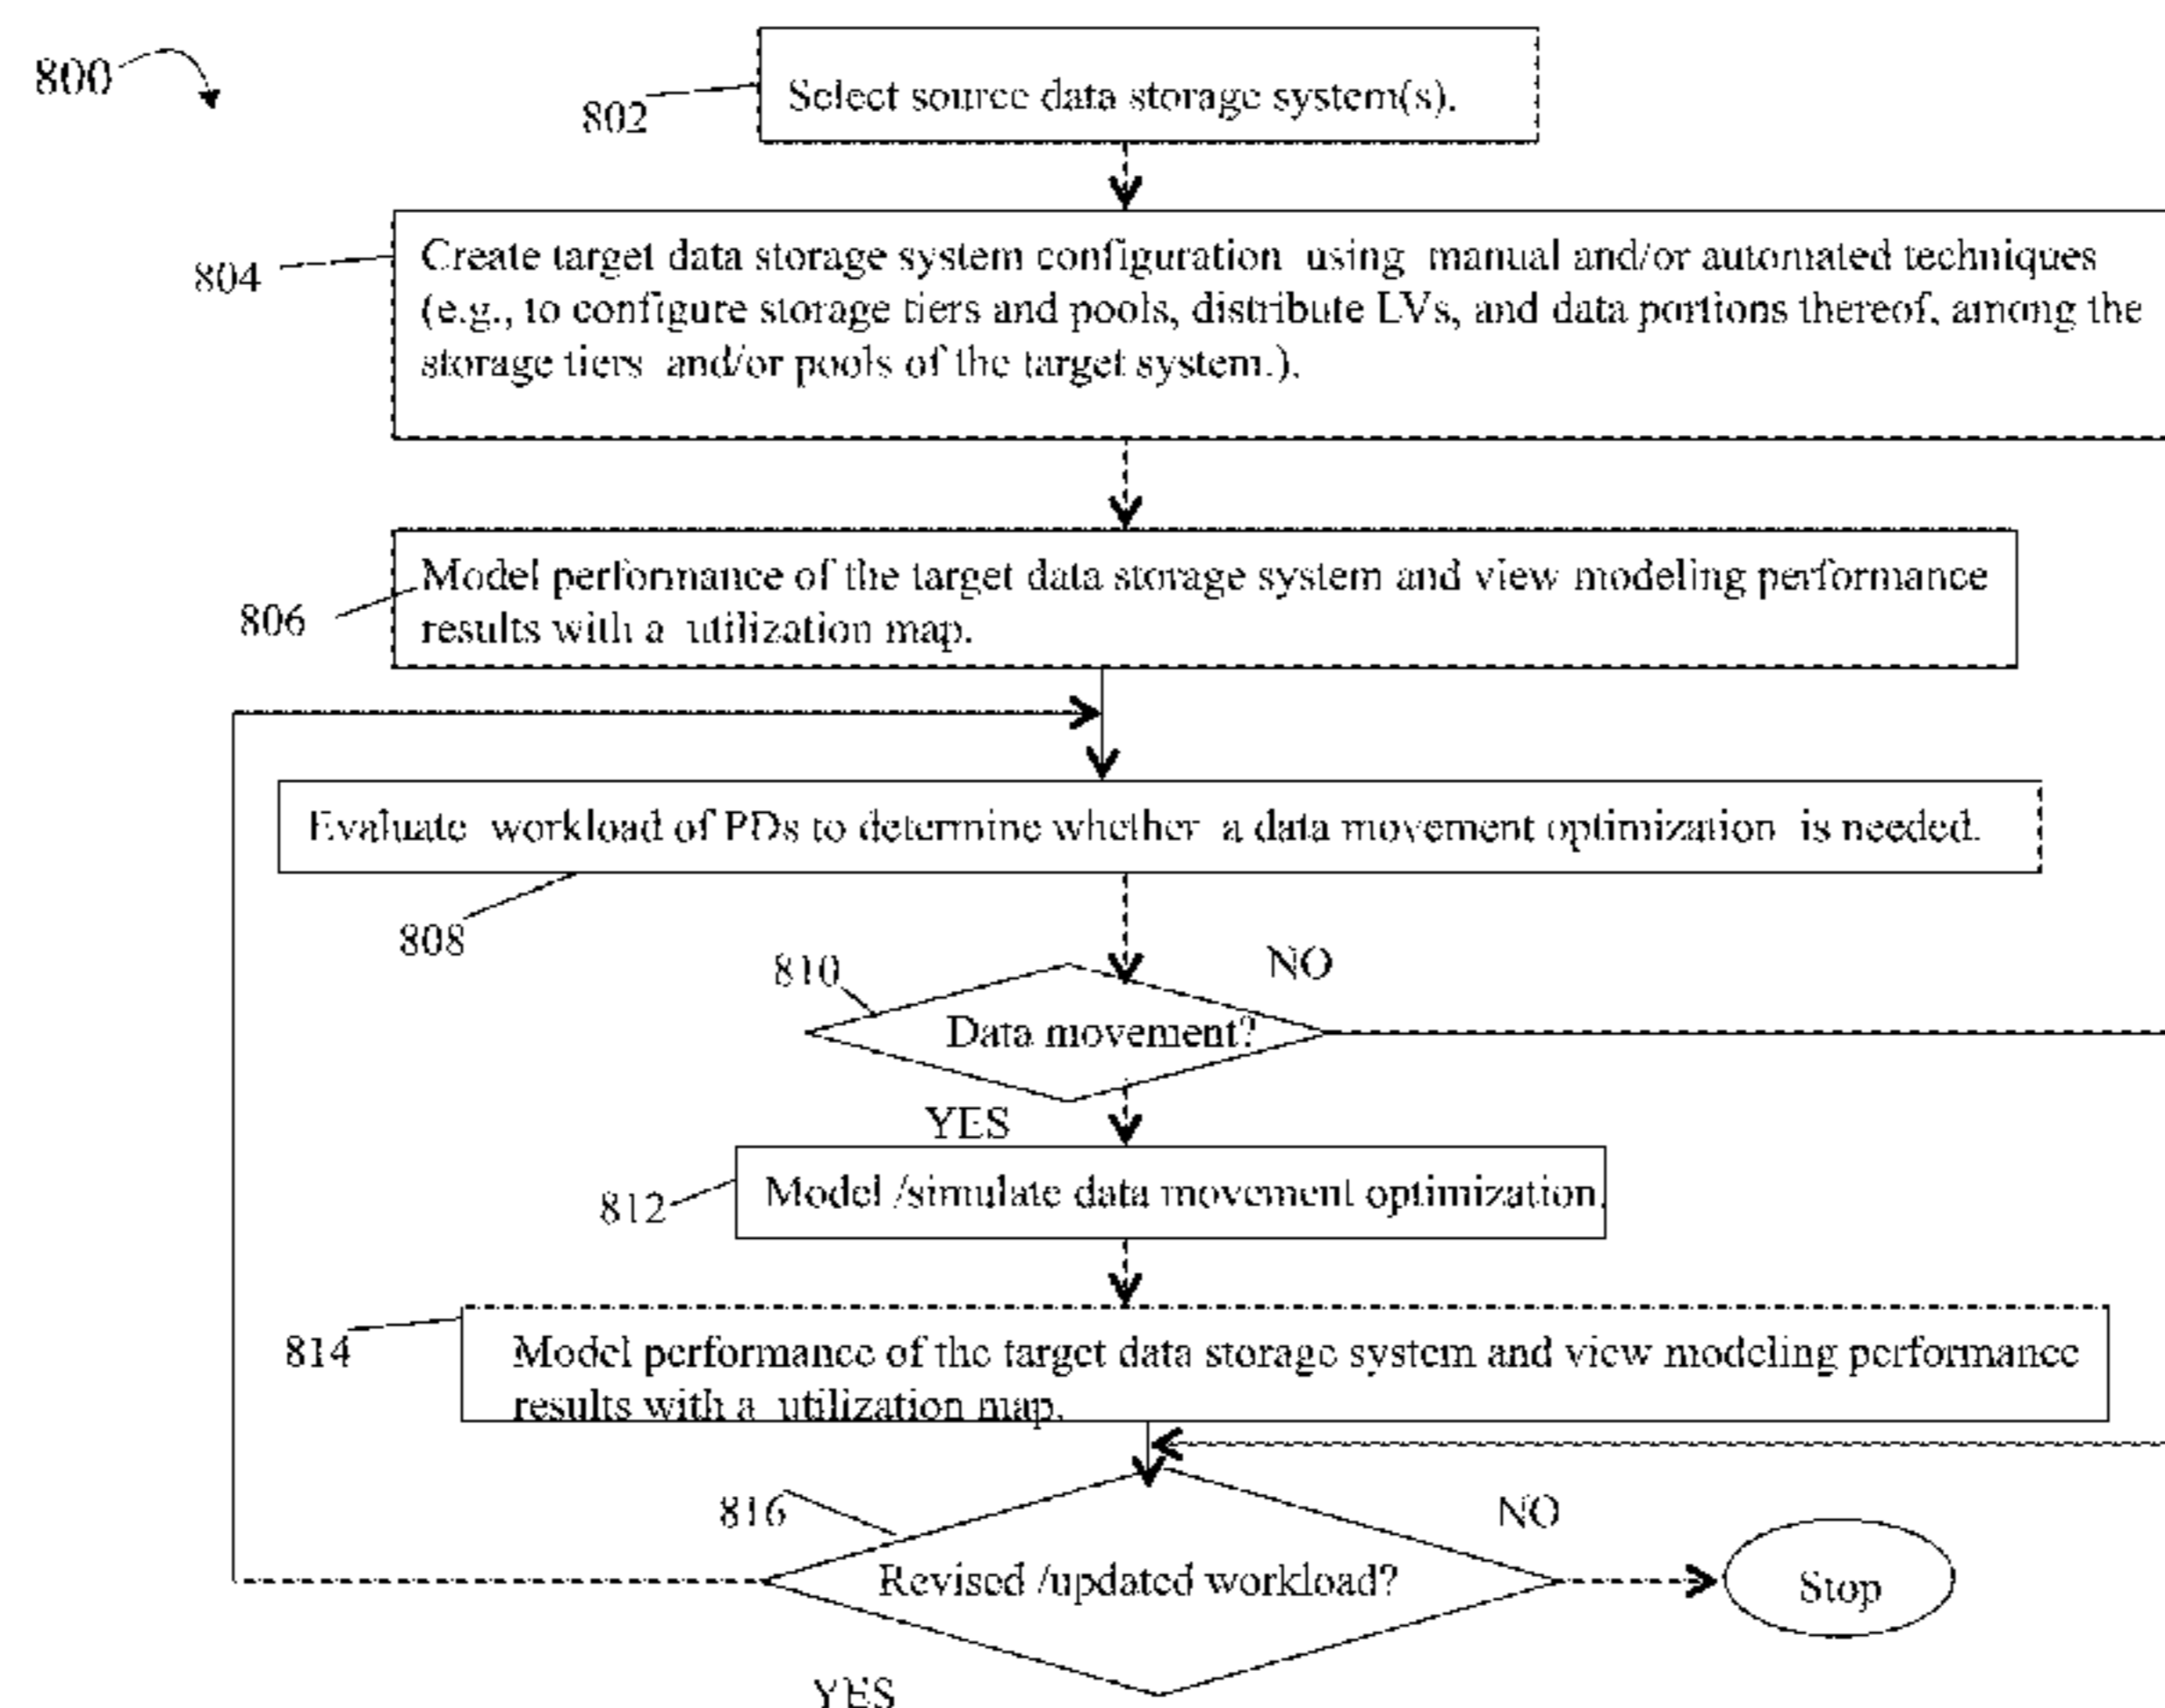 800
802
Select source data storage system(s).
804
Create target data storage system configuration using manual and/or automated techniques
(e.g., to configure storage tiers and pools, distribute LVs, and data portions thereof, among the
storage tiers and/or pools of the target system.).
806
Model performance of the target data storage system and view modeling performance
results with a utilization map.
Evaluate workload of PDs to determine whether a data movement optimization is needed.
808
810
NO
Data movement?
YES
812
Model /simulate data movement optimization.
814
Model performance of the target data storage system and view modeling performance
results with a utilization map.
816
NO
Revised /updated workload?
Stop
YES